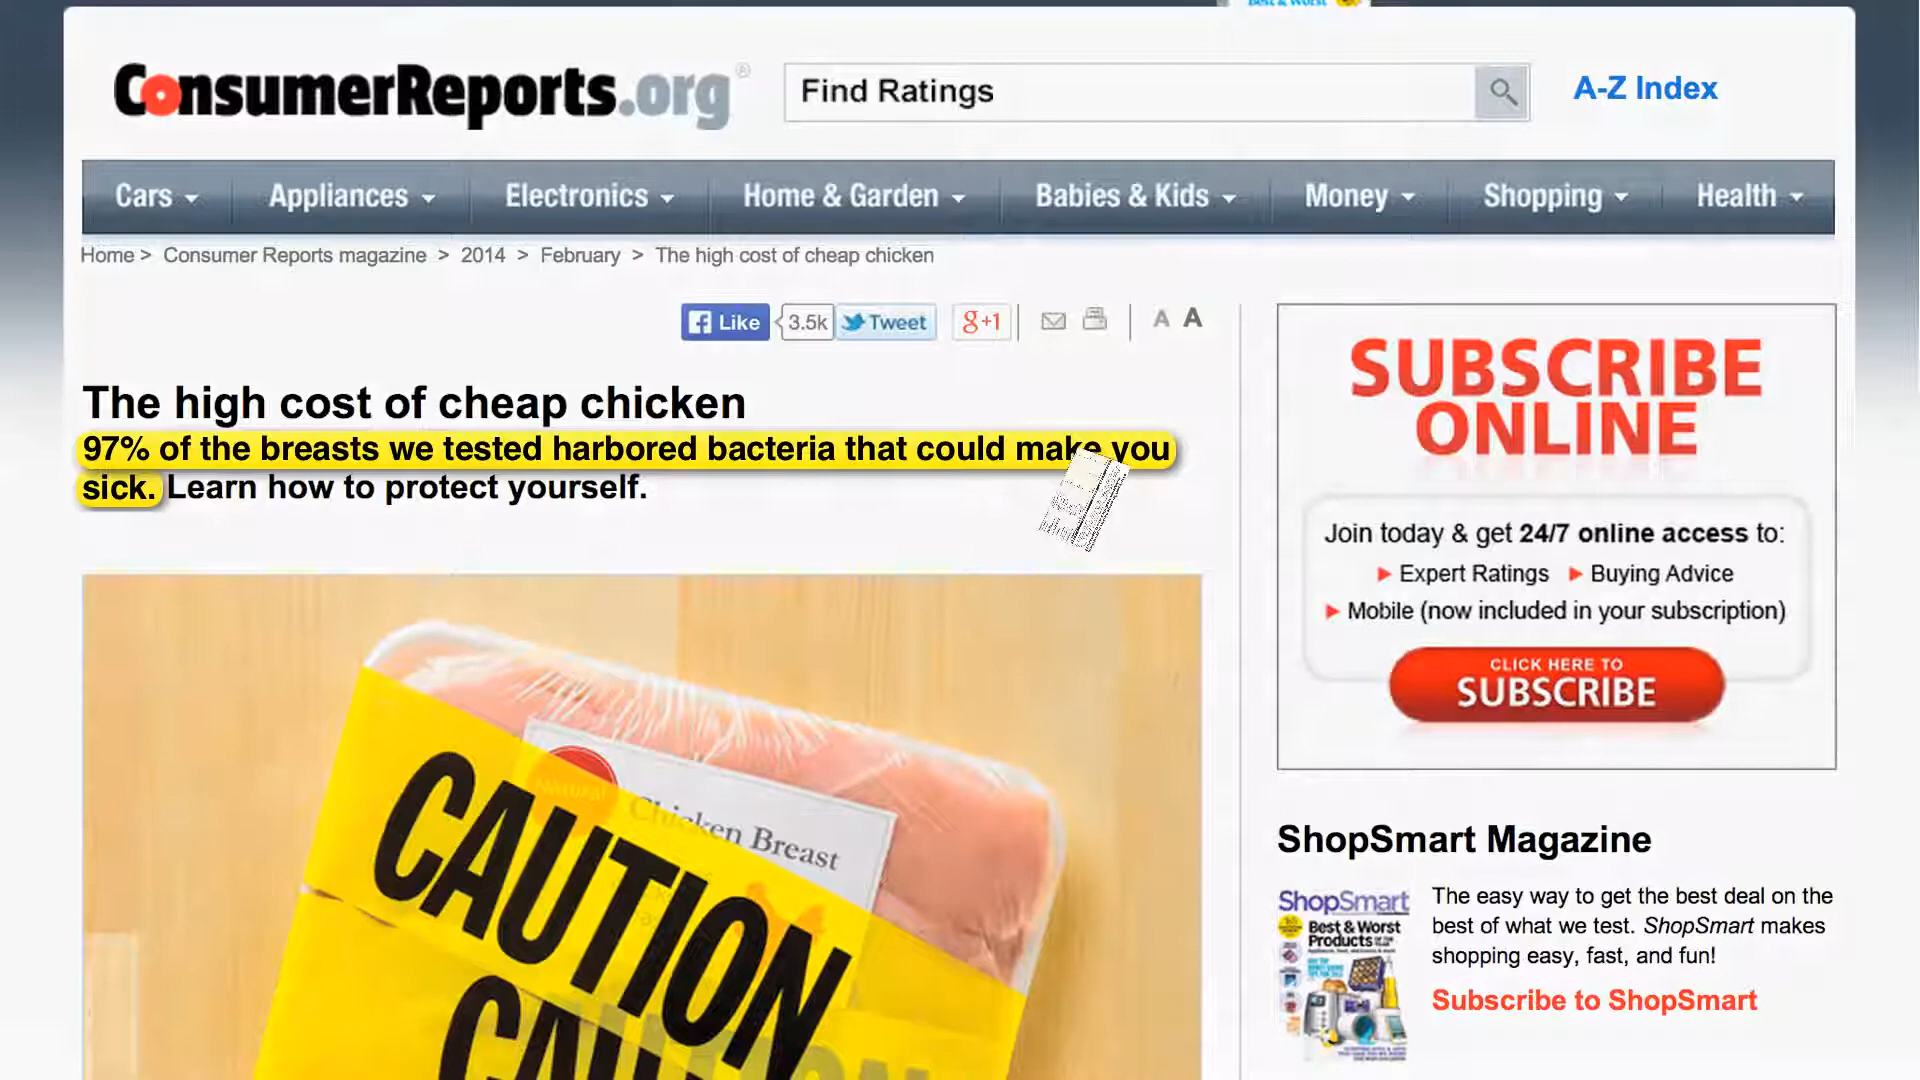 Best & Worst
ConsumerReports.org®
Find Ratings
A-Z Index
Cars
Appliances
Electronics
Home & Garden
Babies & Kids
Money
Shopping
Health
Home > Consumer Reports magazine > 2014 > February > The high cost of cheap chicken
Like
3.5k
Tweet
g+1
A A
The high cost of cheap chicken
97% of the breasts we tested harbored bacteria that could make you
sick. Learn how to protect yourself.
Natural
Chicken Breast
CAUTION
SUBSCRIBE
ONLINE
Join today & get 24/7 online access to:
Expert Ratings
Buying Advice
Mobile (now included in your subscription)
CLICK HERE TO
SUBSCRIBE
ShopSmart Magazine
ShopSmart
Best & Worst
Products
The easy way to get the best deal on the
best of what we test. ShopSmart makes
shopping easy, fast, and fun!
Subscribe to ShopSmart